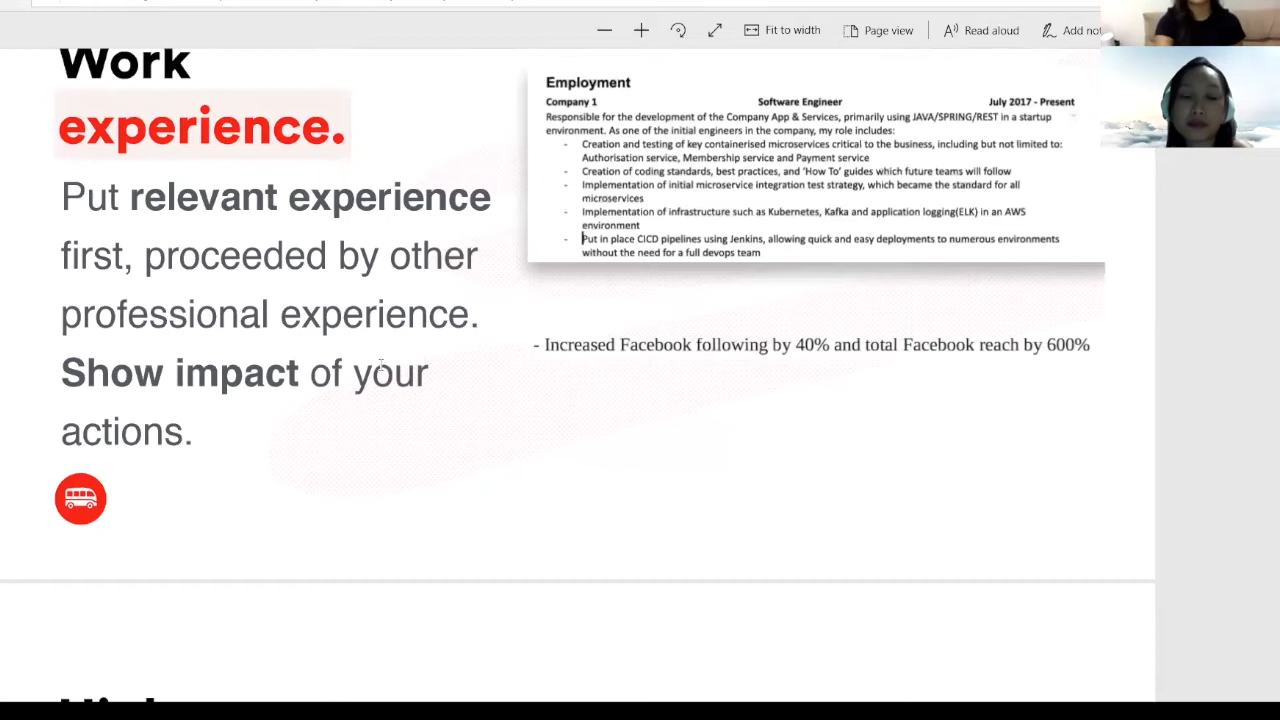 Fit to width
Page view
Read aloud
Add not
Work
experience.
Put relevant experience
first, proceeded by other
professional experience.
Show impact of your
actions.
Employment
Company 1 Software Engineer July 2017 - Present
Responsible for the development of the Company App & Services, primarily using JAVA/SPRING/REST in a startup
environment. As one of the initial engineers in the company, my role includes:
- Creation and testing of key containerised microservices critical to the business, including but not limited to:
Authorisation service, Membership service and Payment service
- Creation of coding standards, best practices, and 'How To' guides which future teams will follow
- Implementation of initial microservice integration test strategy, which became the standard for all
microservices
- Implementation of infrastructure such as Kubernetes, Kafka and application logging(ELK) in an AWS
environment
- Put in place CICD pipelines using Jenkins, allowing quick and easy deployments to numerous environments
without the need for a full devops team
- Increased Facebook following by 40% and total Facebook reach by 600%